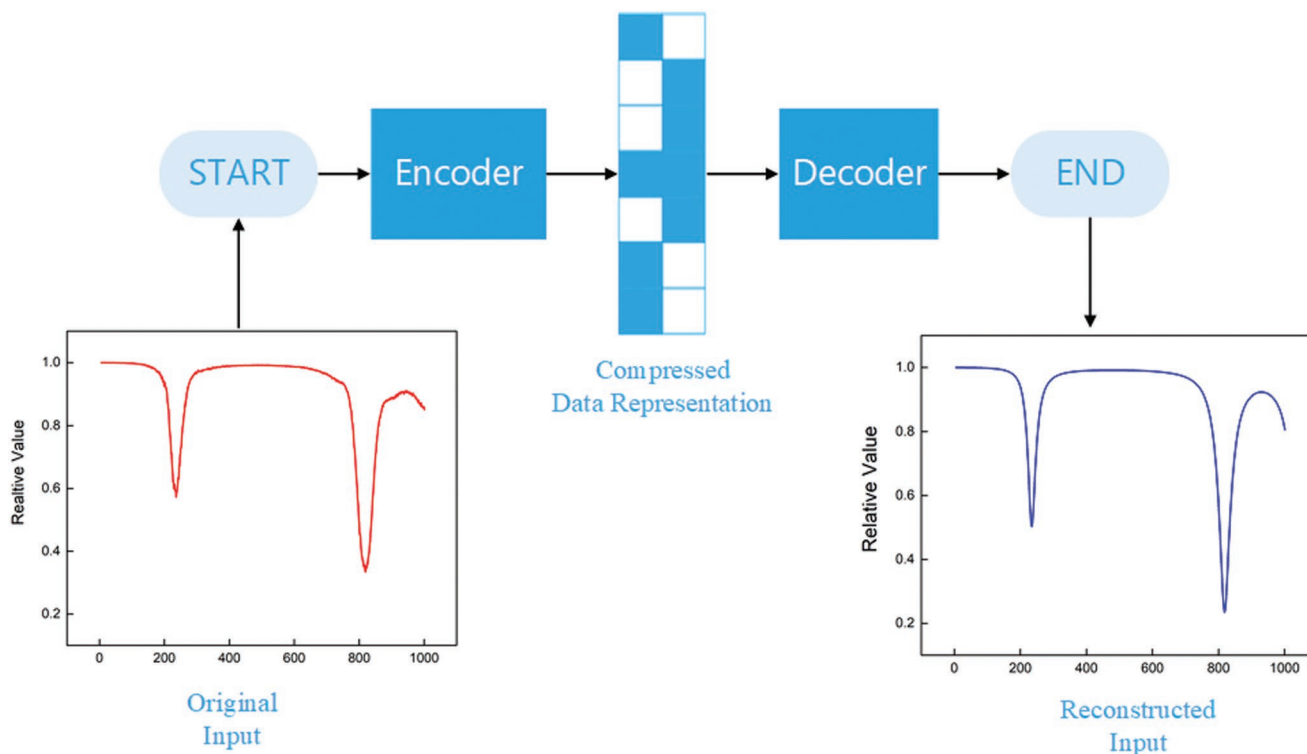 START
Encoder
Decoder
END
Compressed
Data Representation
Realtive Value
1.0
0.8
0.6
0.4
0.2
0 200 400 600 800 1000
Original
Input
Relative Value
1.0
0.8
0.6
0.4
0.2
0 200 400 600 800 1000
Reconstructed
Input